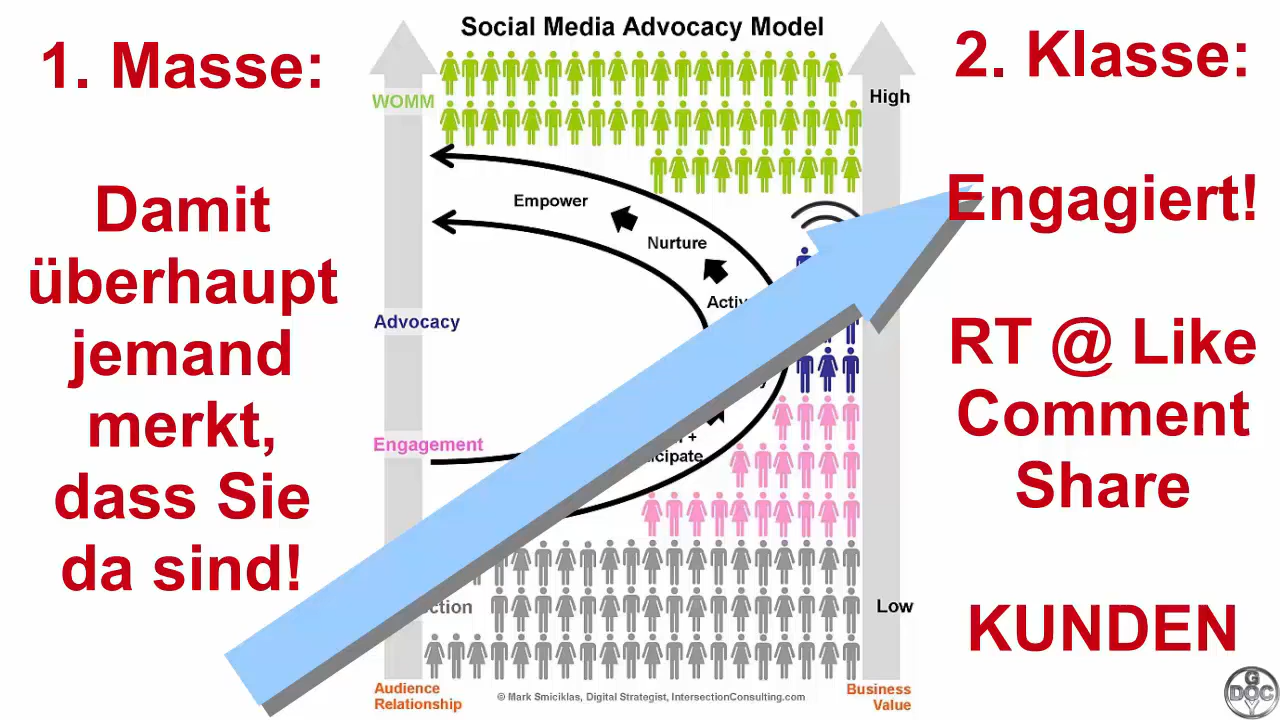 1. Masse:
Damit
überhaupt
jemand
merkt,
dass Sie
da sind!
Social Media Advocacy Model
WOMM
High
Empower
Nurture
Advocacy
Engagement
Low
Audience
Relationship
© Mark Smiciklas, Digital Strategist, IntersectionConsulting.com
Business
Value
2. Klasse:
Engagiert!
RT @ Like
Comment
Share
KUNDEN
G
DOC